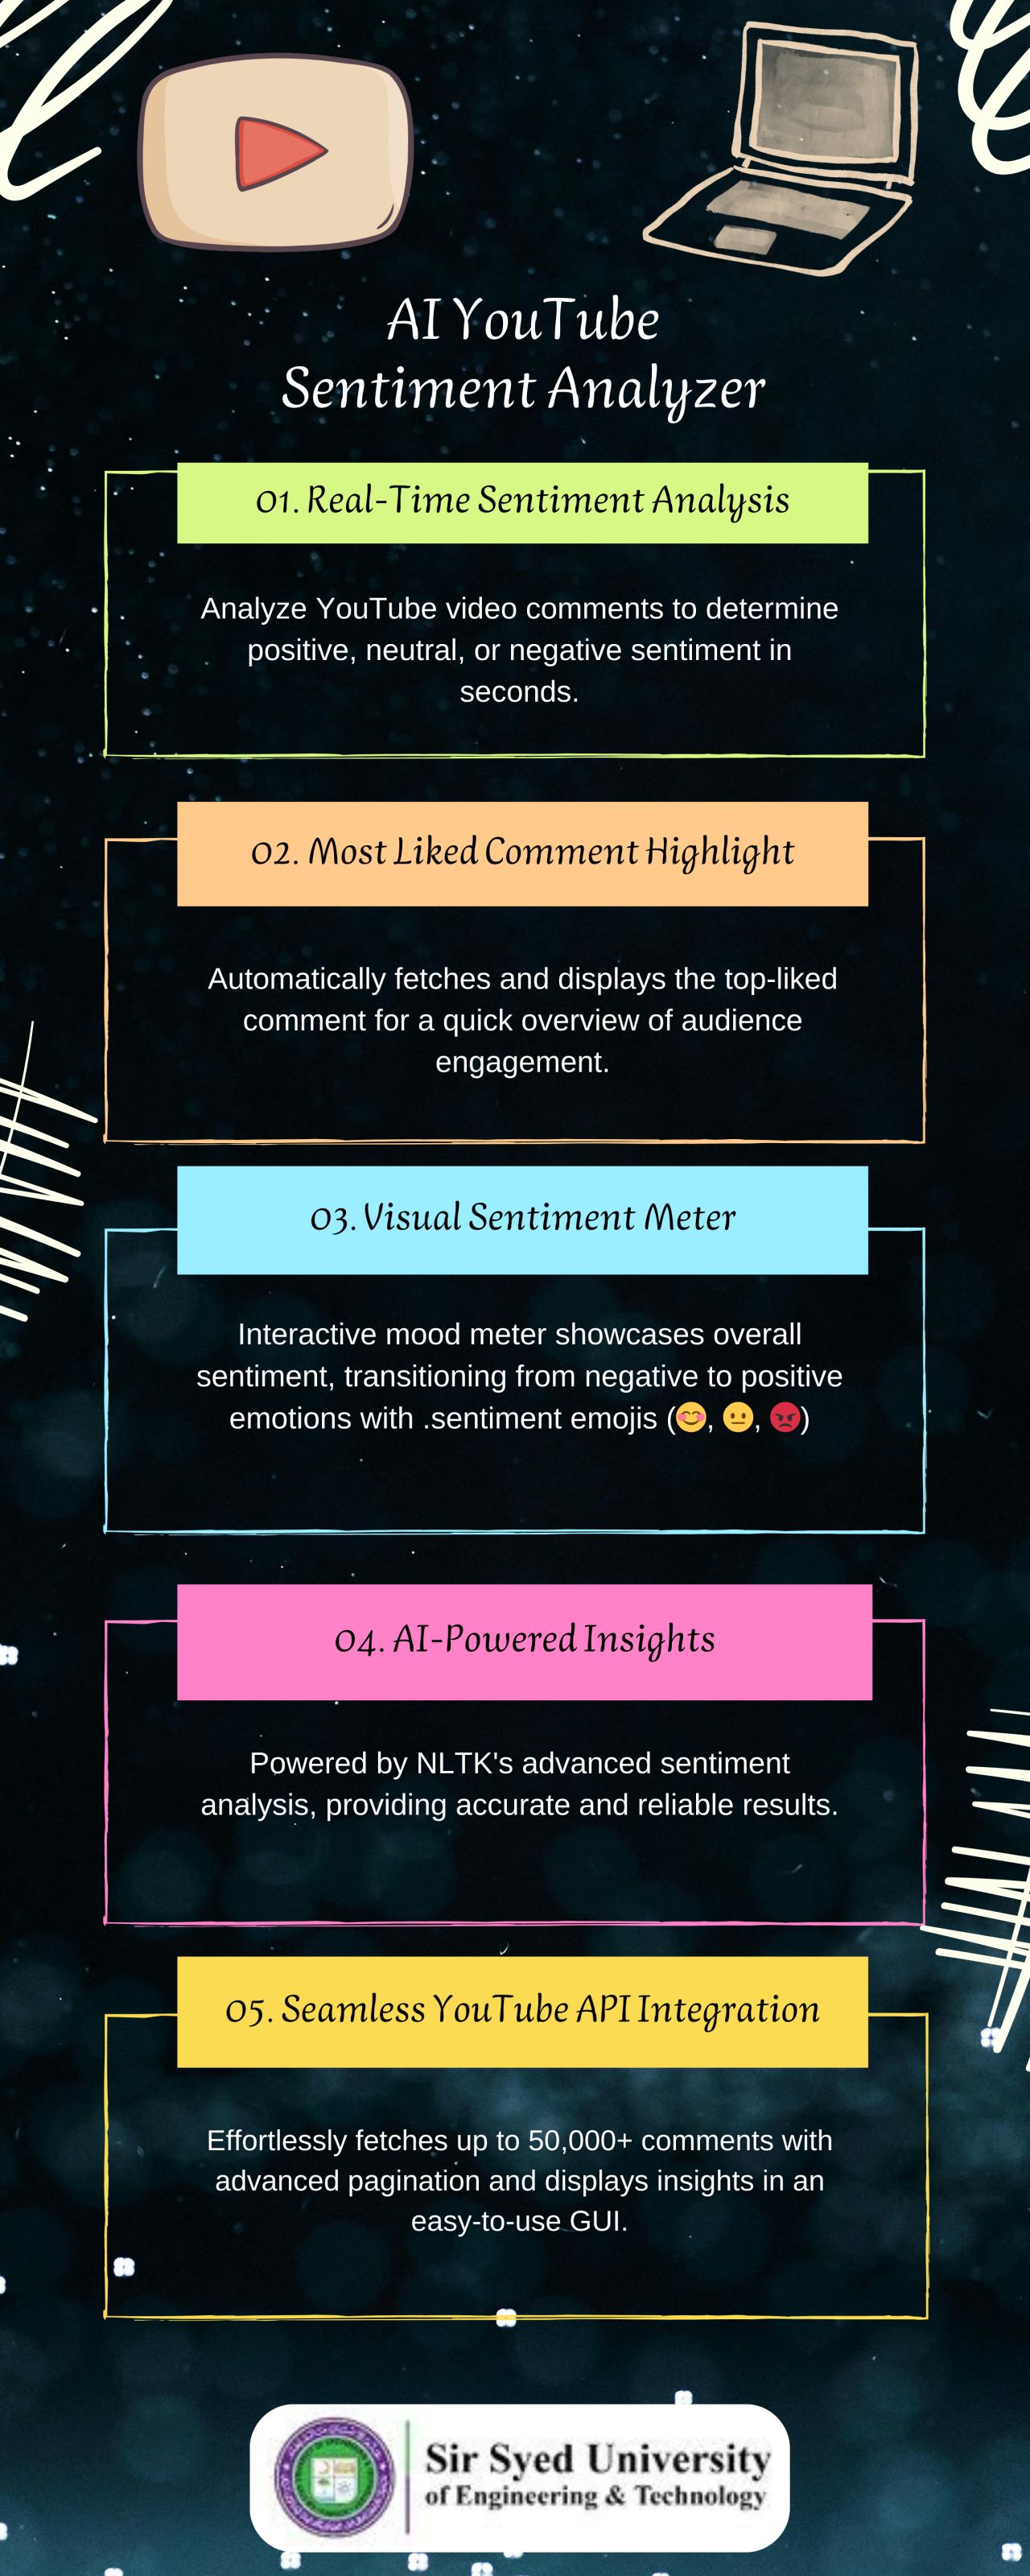 AI YouTube
Sentiment Analyzer
01. Real-Time Sentiment Analysis
Analyze YouTube video comments to determine
positive, neutral, or negative sentiment in
seconds.
02. Most Liked Comment Highlight
Automatically fetches and displays the top-liked
comment for a quick overview of audience
engagement.
03. Visual Sentiment Meter
Interactive mood meter showcases overall
sentiment, transitioning from negative to positive
emotions with .sentiment emojis (😊, 😐, 😡)
04. AI-Powered Insights
Powered by NLTK's advanced sentiment
analysis, providing accurate and reliable results.
05. Seamless YouTube API Integration
Effortlessly fetches up to 50,000+ comments with
advanced pagination and displays insights in an
easy-to-use GUI.
Sir Syed University
of Engineering & Technology